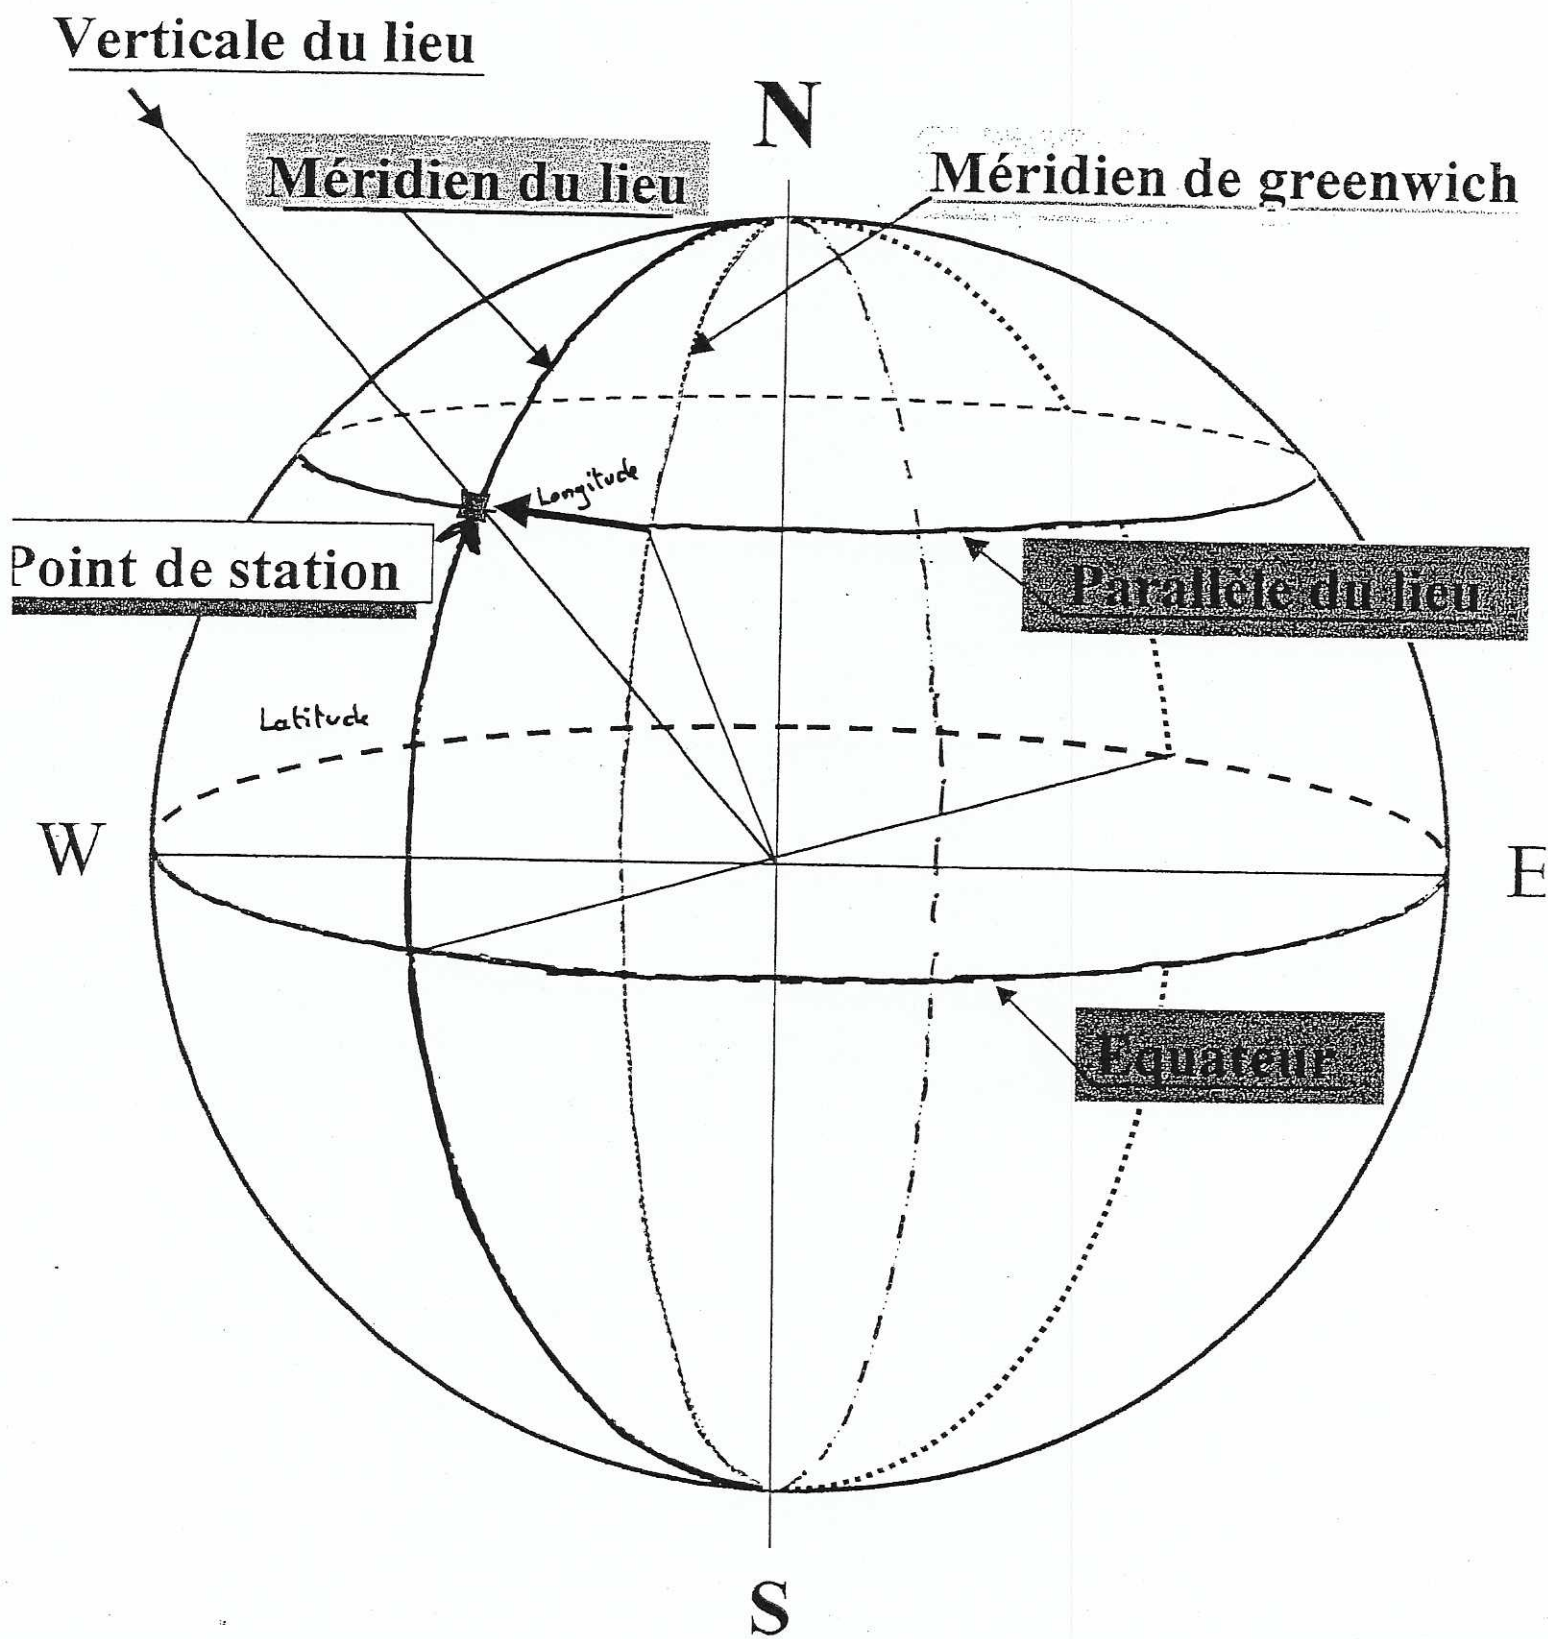 Verticale du lieu
N
Méridien du lieu
Méridien de greenwich
Longitude
Point de station
Parallèle du lieu
Latitude
W
E
Equateur
S